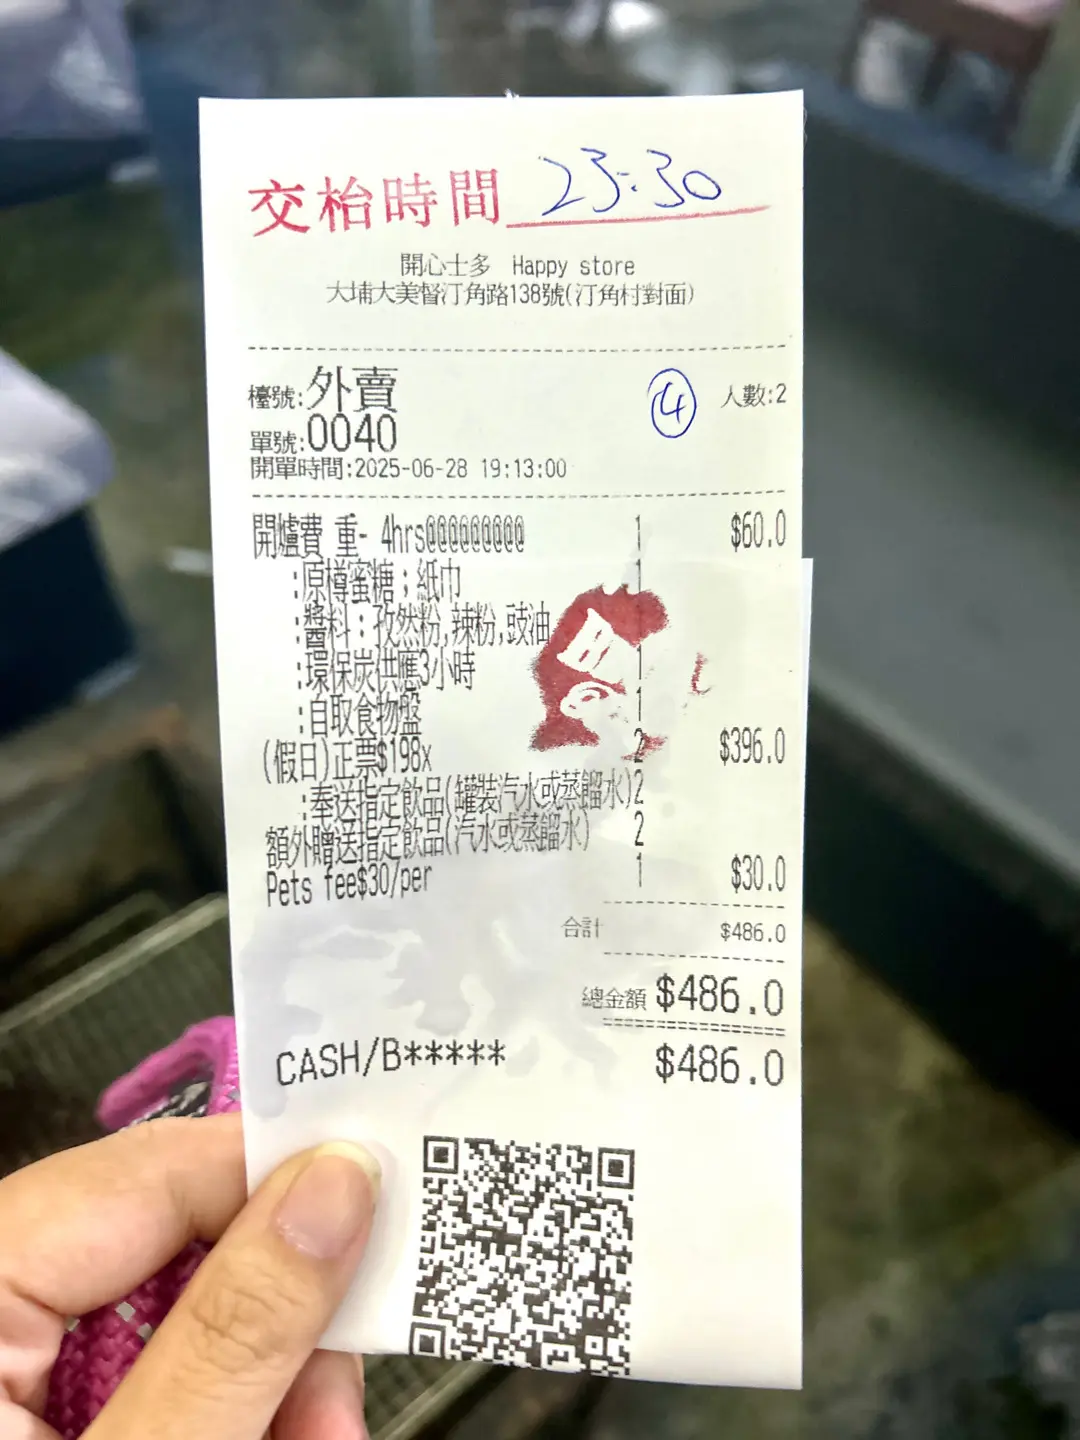 交枱時間 23:30
開心士多 Happy store
大埔大美督汀角路138號(汀角村對面)
檯號:外賣 ④ 人數:2
單號:0040
開單時間:2025-06-28 19:13:00
開爐費 重- 4hrs@@@@@@@@@ 1 $60.0
:原樽蜜糖；紙巾 1
:醬料：孜然粉,辣粉,豉油
:環保炭供應3小時 1
:自取食物盤 1
(假日)正票$198x 2 $396.0
:奉送指定飲品(罐裝汽水或蒸餾水)2
額外贈送指定飲品(汽水或蒸餾水) 2
Pets fee$30/per 1 $30.0
合計 $486.0
總金額 $486.0
CASH/B***** $486.0